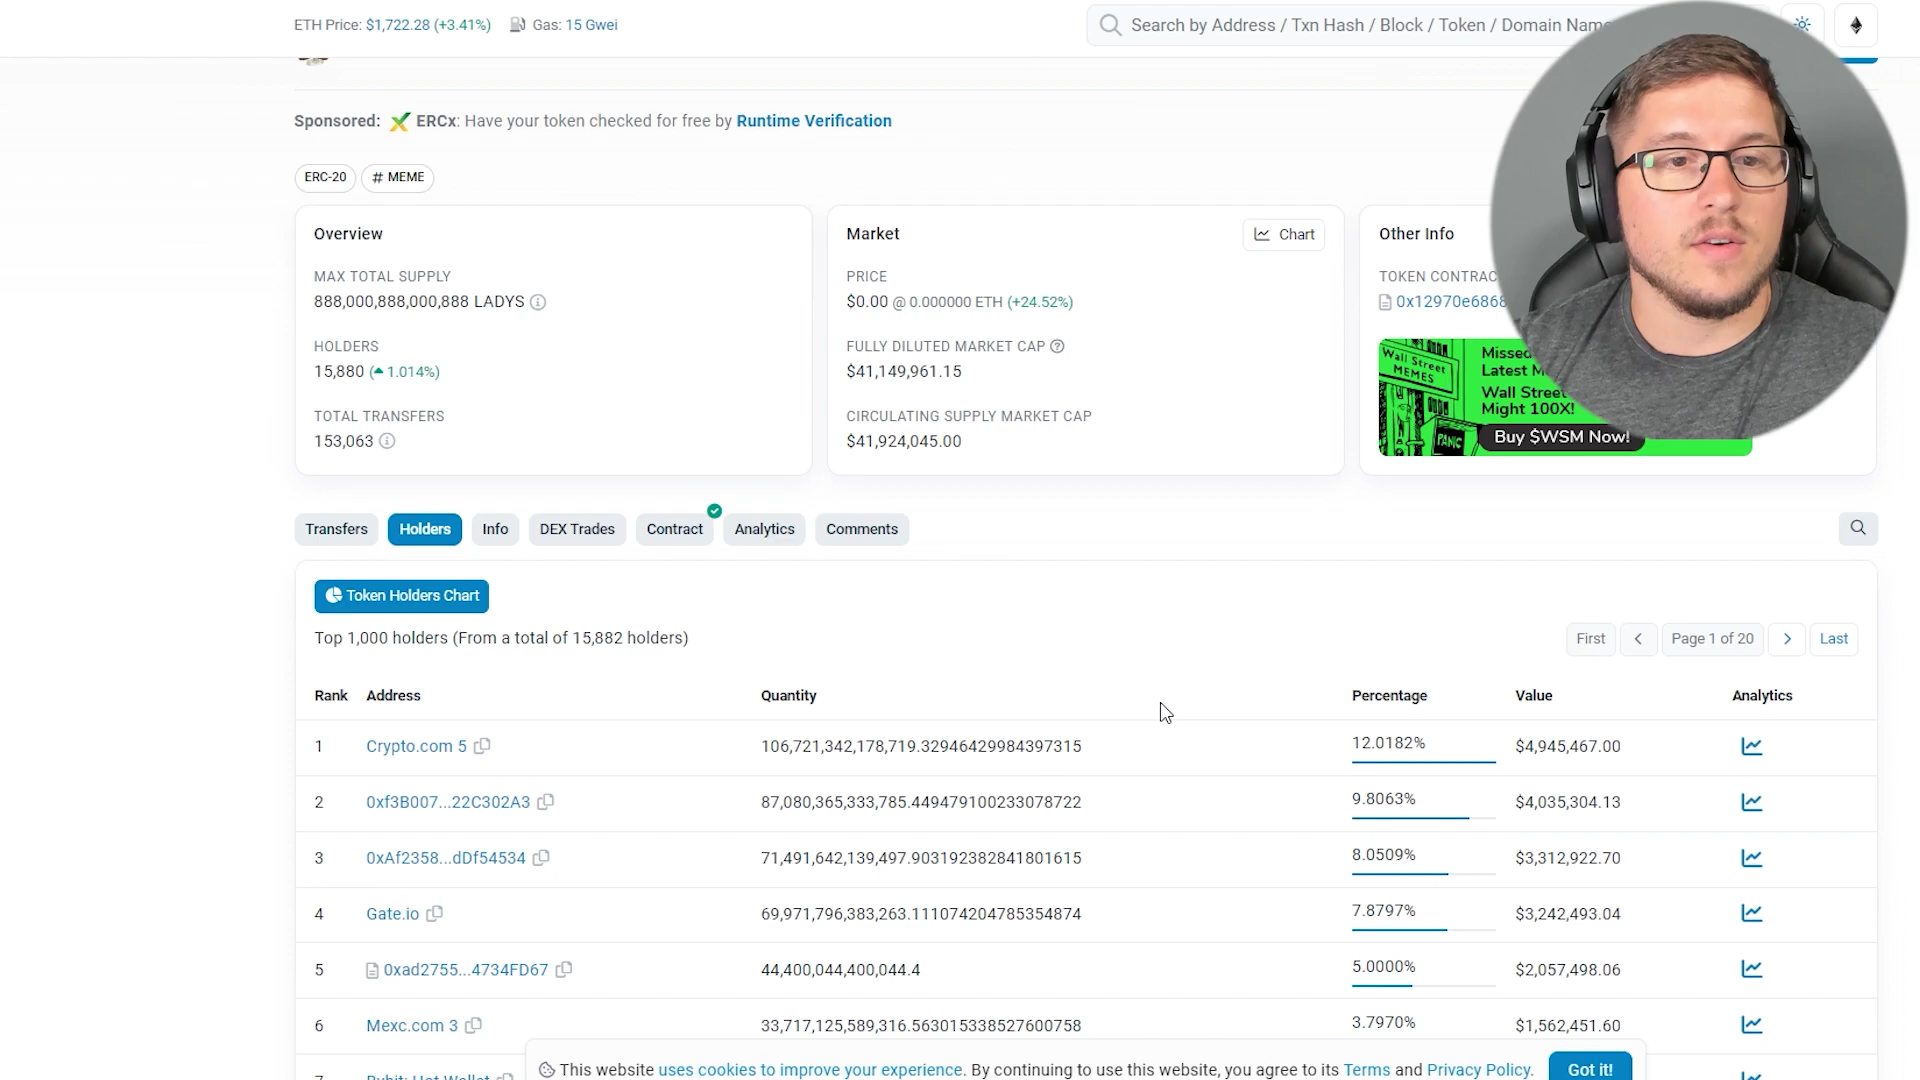 ETH Price: $1,722.28 (+3.41%) Gas: 15 Gwei
Search by Address / Txn Hash / Block / Token / Domain Name
Sponsored: ERCx: Have your token checked for free by Runtime Verification
ERC-20 # MEME
Overview
MAX TOTAL SUPPLY
888,000,888,000,888 LADYS
HOLDERS
15,880 (1.014%)
TOTAL TRANSFERS
153,063
Market
Chart
PRICE
$0.00 @ 0.000000 ETH (+24.52%)
FULLY DILUTED MARKET CAP
$41,149,961.15
CIRCULATING SUPPLY MARKET CAP
$41,924,045.00
Other Info
TOKEN CONTRAC
0x12970e6868
Wall Street
MEMES
PANIC
Missed
Latest M
Wall Street
Might 100X!
Buy $WSM Now!
Transfers Holders Info DEX Trades Contract Analytics Comments
Token Holders Chart
Top 1,000 holders (From a total of 15,882 holders)
First Page 1 of 20 Last
Rank Address Quantity Percentage Value Analytics
1 Crypto.com 5 106,721,342,178,719.32946429984397315 12.0182% $4,945,467.00
2 0xf3B007...22C302A3 87,080,365,333,785.449479100233078722 9.8063% $4,035,304.13
3 0xAf2358...dDf54534 71,491,642,139,497.903192382841801615 8.0509% $3,312,922.70
4 Gate.io 69,971,796,383,263.111074204785354874 7.8797% $3,242,493.04
5 0xad2755...4734FD67 44,400,044,400,044.4 5.0000% $2,057,498.06
6 Mexc.com 3 33,717,125,589,316.563015338527600758 3.7970% $1,562,451.60
This website uses cookies to improve your experience. By continuing to use this website, you agree to its Terms and Privacy Policy. Got it!